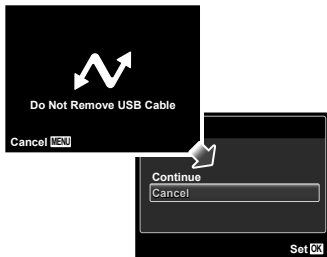 Do Not Remove USB Cable
Cancel MENU
Continue
Cancel
Set OK